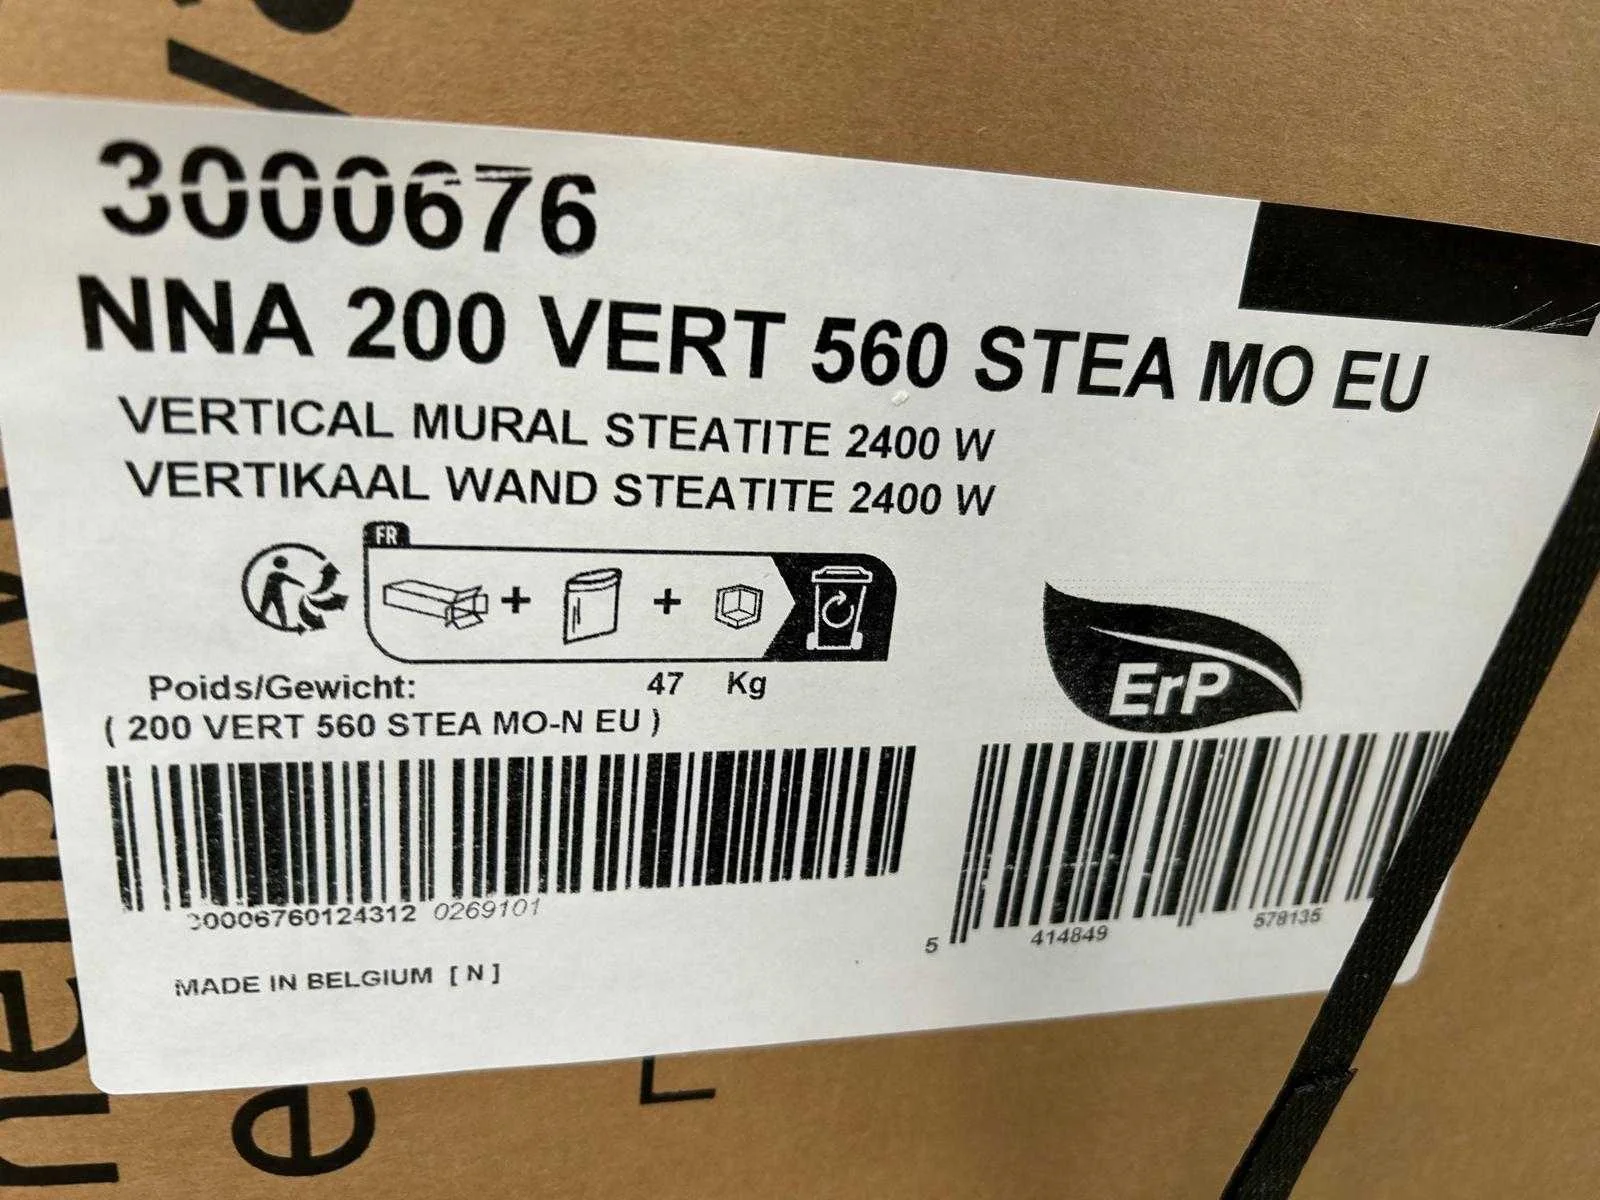 3000676
NNA 200 VERT 560 STEA MO EU
VERTICAL MURAL STEATITE 2400 W
VERTIKAAL WAND STEATITE 2400 W
FR
Poids/Gewicht: 47 Kg
( 200 VERT 560 STEA MO-N EU )
ErP
30006760124312 0269101
5 414849 578135
MADE IN BELGIUM [ N ]